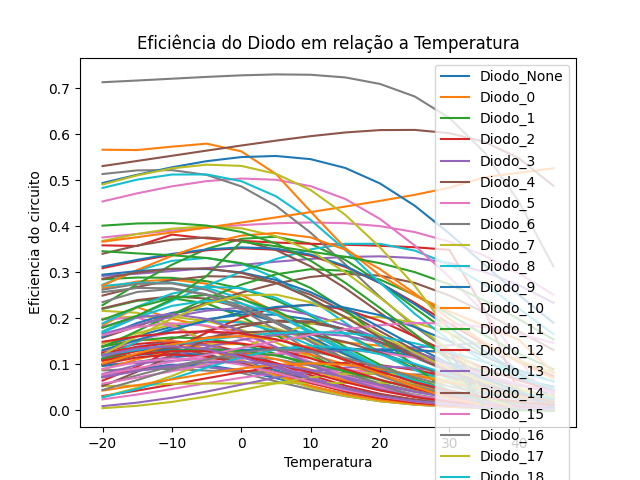 Eficiência do Diodo em relação a Temperatura
Eficiencia do circuito
0.7
0.6
0.5
0.4
0.3
0.2
0.1
0.0
−20
−10
0
10
20
30
40
Temperatura
Diodo_None
Diodo_0
Diodo_1
Diodo_2
Diodo_3
Diodo_4
Diodo_5
Diodo_6
Diodo_7
Diodo_8
Diodo_9
Diodo_10
Diodo_11
Diodo_12
Diodo_13
Diodo_14
Diodo_15
Diodo_16
Diodo_17
Diodo_18